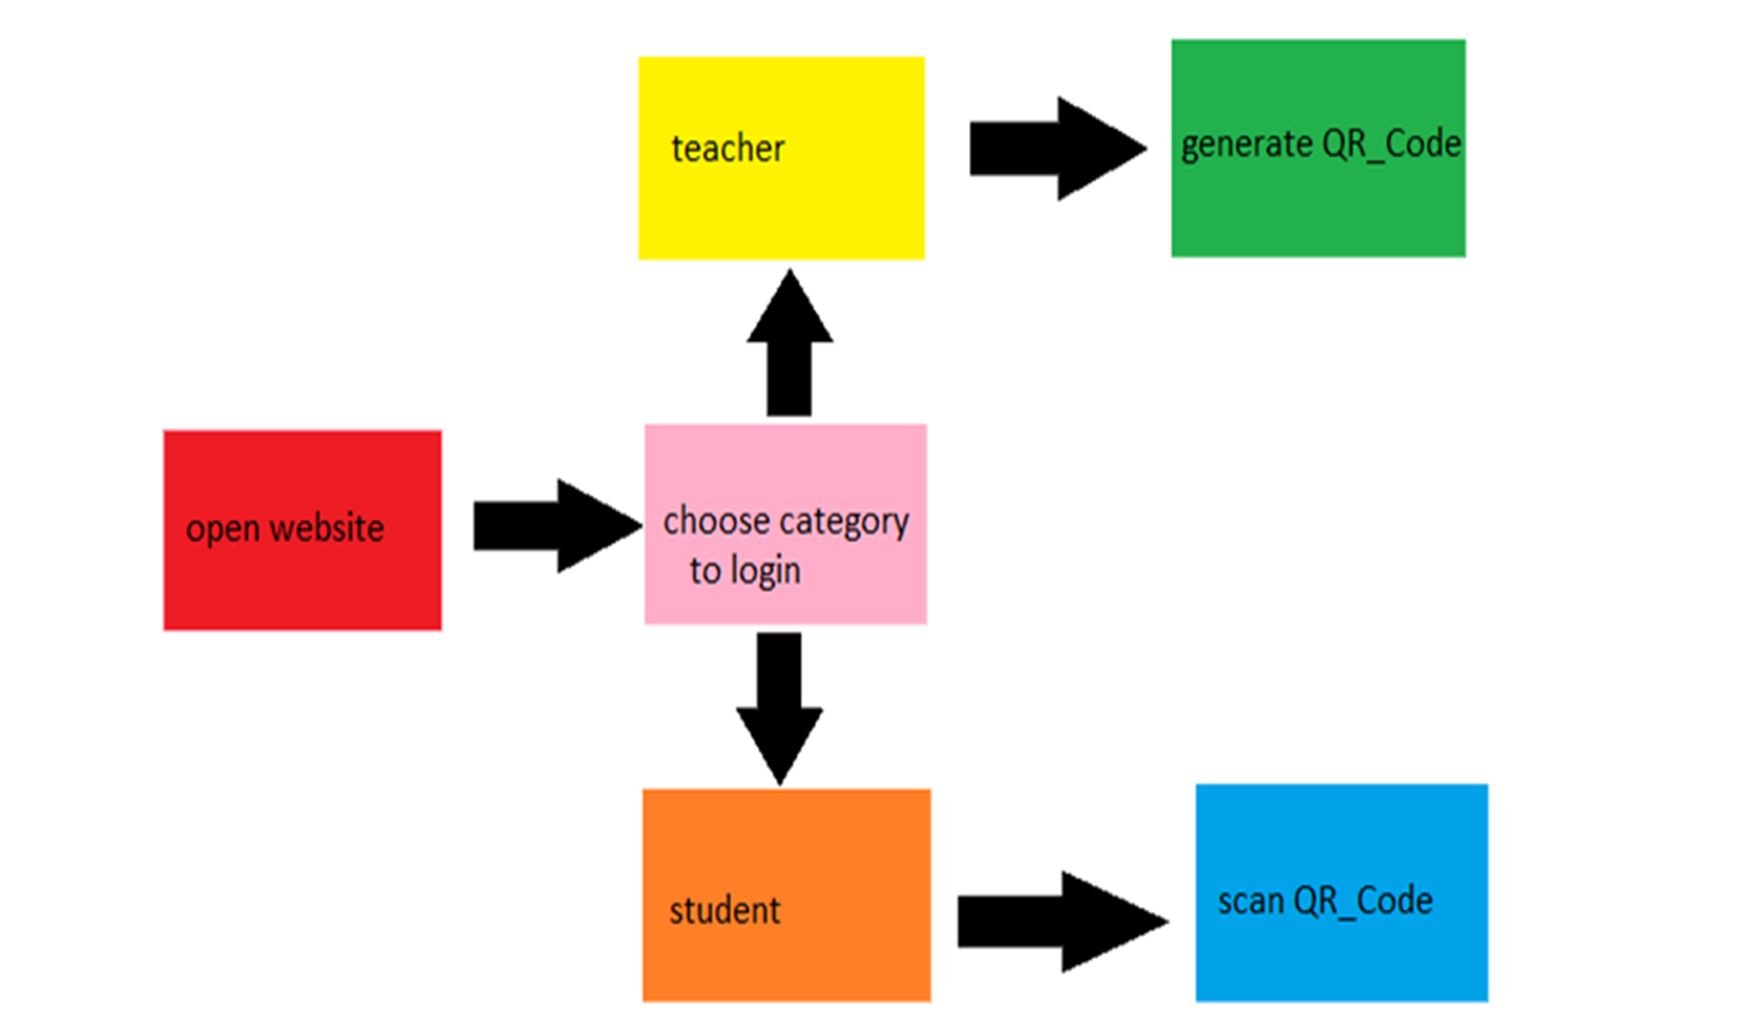 teacher
generate QR_Code
open website
choose category
to login
student
scan QR_Code